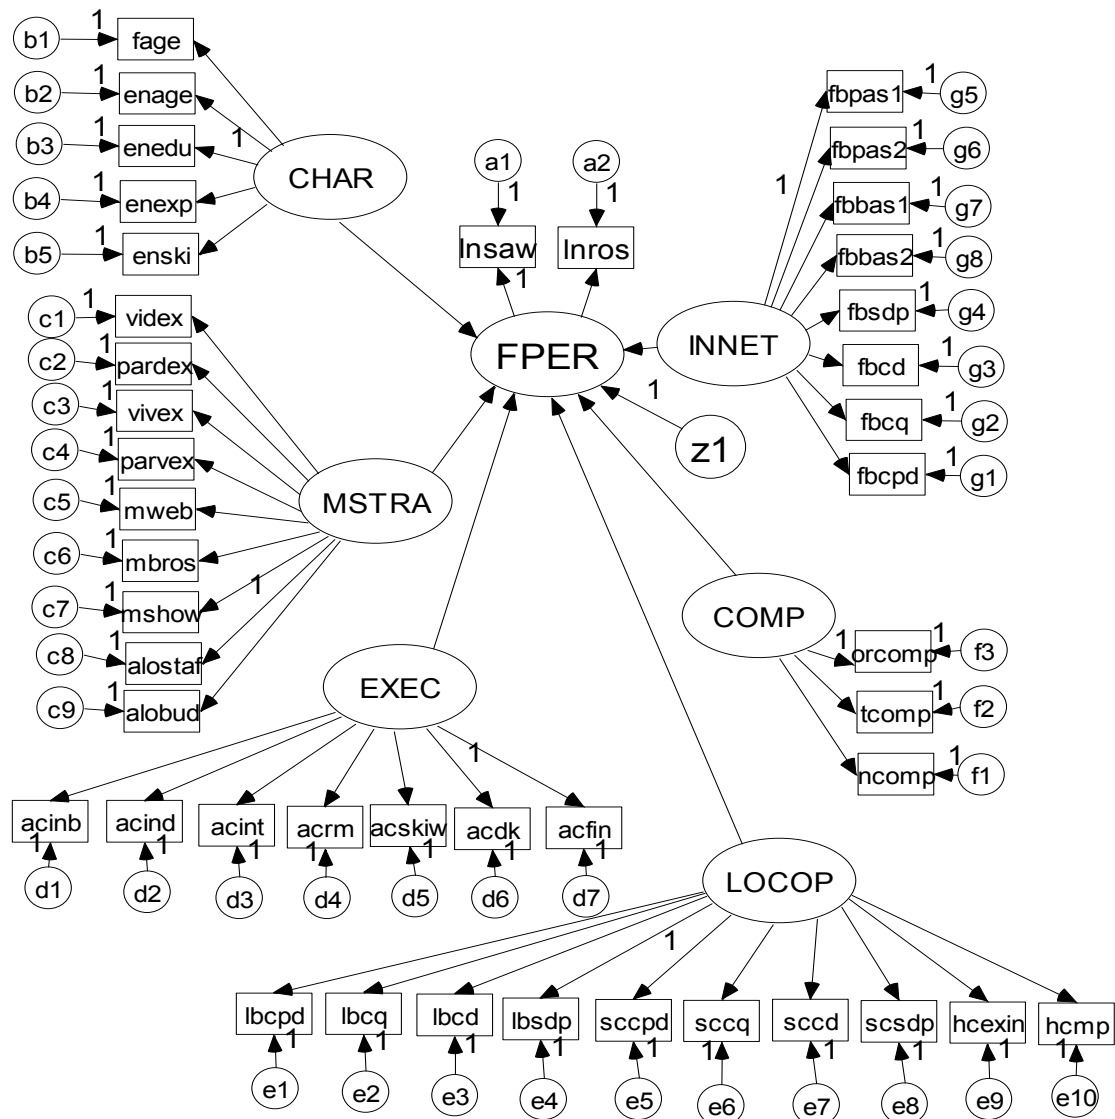 b1 1 fage
b2 1 enage
b3 1 enedu
b4 1 enexp
b5 1 enski
1
CHAR
a1 1 lnsaw 1
a2 1 lnros
FPER
1
z1
INNET
1
fbpas1 1 g5
fbpas2 1 g6
fbbas1 1 g7
fbbas2 1 g8
fbsdp 1 g4
fbcd 1 g3
fbcq 1 g2
fbcpd 1 g1
c1 1 videx
c2 1 pardex
c3 1 vivex
c4 1 parvex
c5 1 mweb
c6 1 mbros
c7 1 mshow
c8 1 alostaf
c9 1 alobud
1
MSTRA
COMP
1 orcomp 1 f3
tcomp 1 f2
ncomp 1 f1
EXEC
1
acinb acind acint acrm acskiw acdk acfin
1 1 1 1 1 1 1
d1 d2 d3 d4 d5 d6 d7
LOCOP
1
lbcpd lbcq lbcd lbsdp sccpd sccq sccd scsdp hcexin hcmp
1 1 1 1 1 1 1 1 1 1
e1 e2 e3 e4 e5 e6 e7 e8 e9 e10